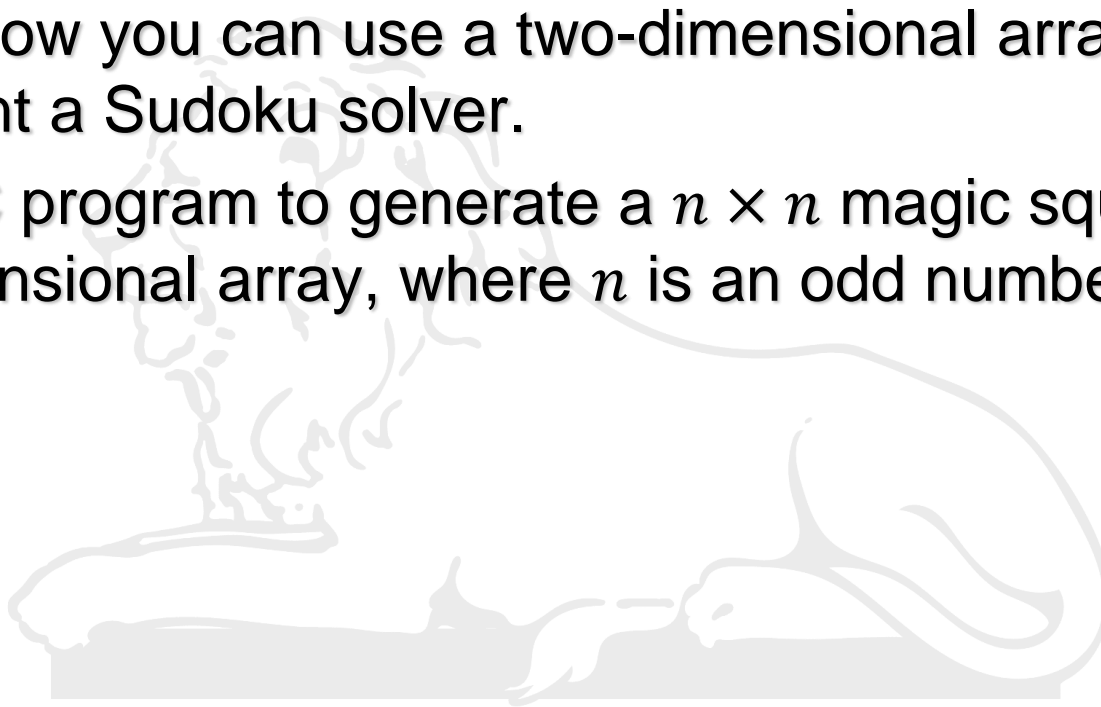 ow you can use a two-dimensional arra
nt a Sudoku solver.
program to generate a n × n magic squ
nsional array, where n is an odd numbe